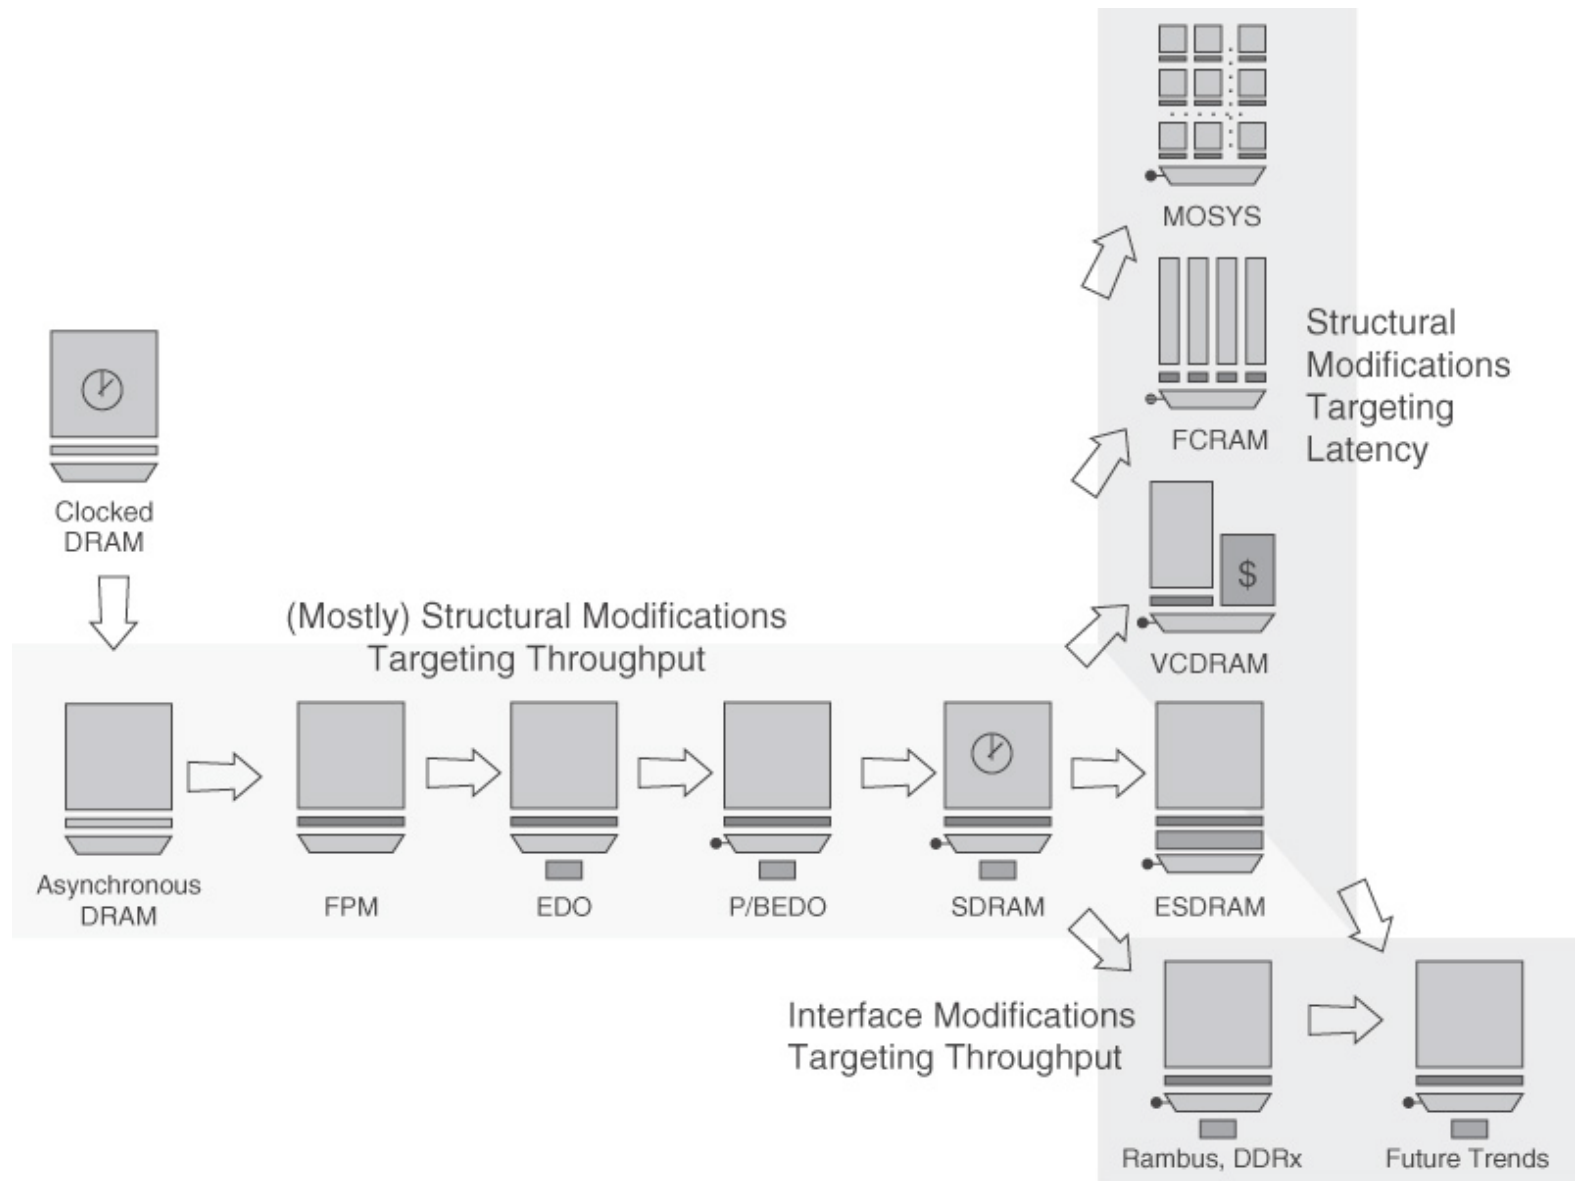 MOSYS
FCRAM
Structural
Modifications
Targeting
Latency
$
VCDRAM
Clocked
DRAM
(Mostly) Structural Modifications
Targeting Throughput
Asynchronous
DRAM
FPM
EDO
P/BEDO
SDRAM
ESDRAM
Interface Modifications
Targeting Throughput
Rambus, DDRx
Future Trends